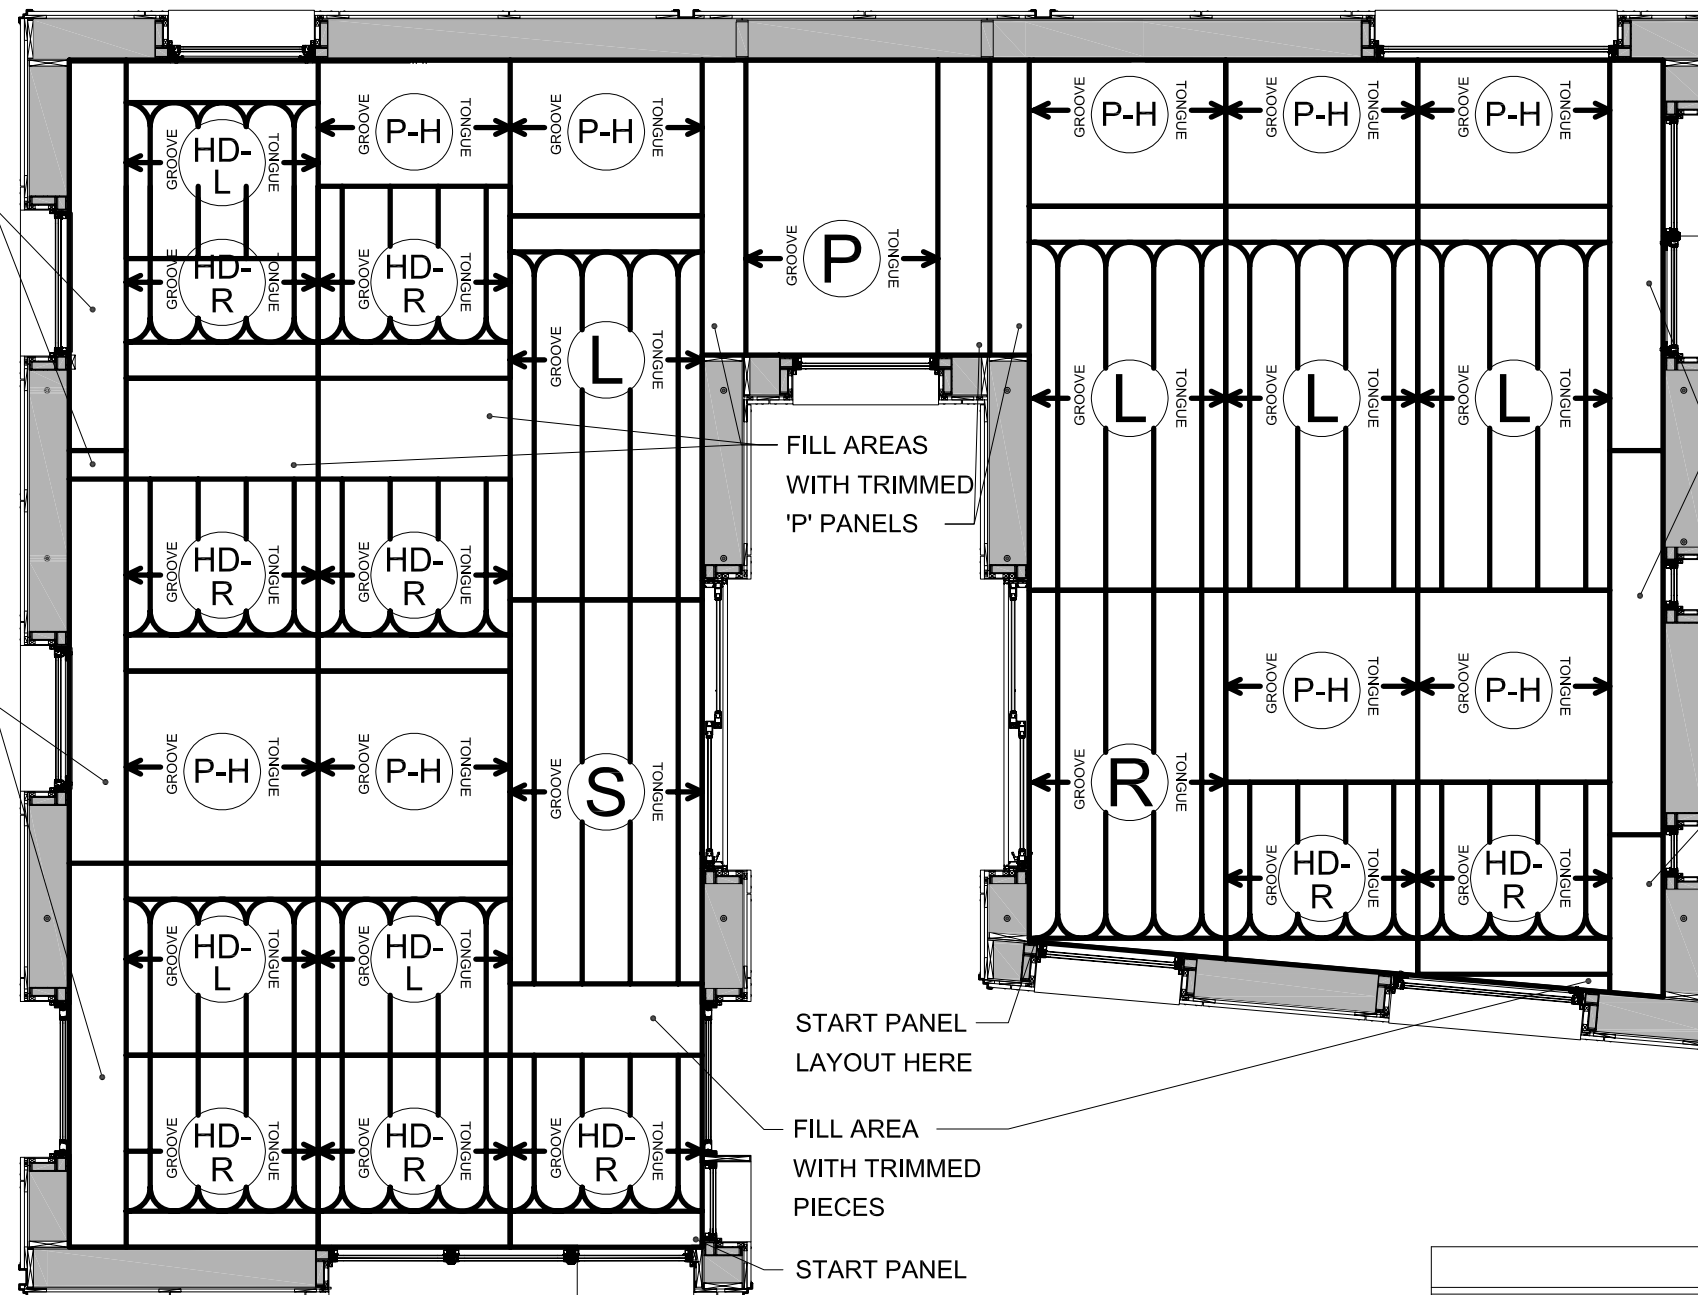 GROOVE P-H TONGUE
GROOVE P-H TONGUE
GROOVE P-H TONGUE
GROOVE P-H TONGUE
GROOVE P-H TONGUE
GROOVE HD-
L TONGUE
GROOVE P TONGUE
GROOVE HD-
R TONGUE
GROOVE HD-
R TONGUE
GROOVE L TONGUE
GROOVE L TONGUE
GROOVE L TONGUE
GROOVE L TONGUE
FILL AREAS
WITH TRIMMED
'P' PANELS
GROOVE HD-
R TONGUE
GROOVE HD-
R TONGUE
GROOVE P-H TONGUE
GROOVE P-H TONGUE
GROOVE P-H TONGUE
GROOVE P-H TONGUE
GROOVE S TONGUE
GROOVE R TONGUE
GROOVE HD-
R TONGUE
GROOVE HD-
R TONGUE
GROOVE HD-
L TONGUE
GROOVE HD-
L TONGUE
START PANEL
LAYOUT HERE
GROOVE HD-
R TONGUE
GROOVE HD-
R TONGUE
GROOVE HD-
R TONGUE
FILL AREA
WITH TRIMMED
PIECES
START PANEL